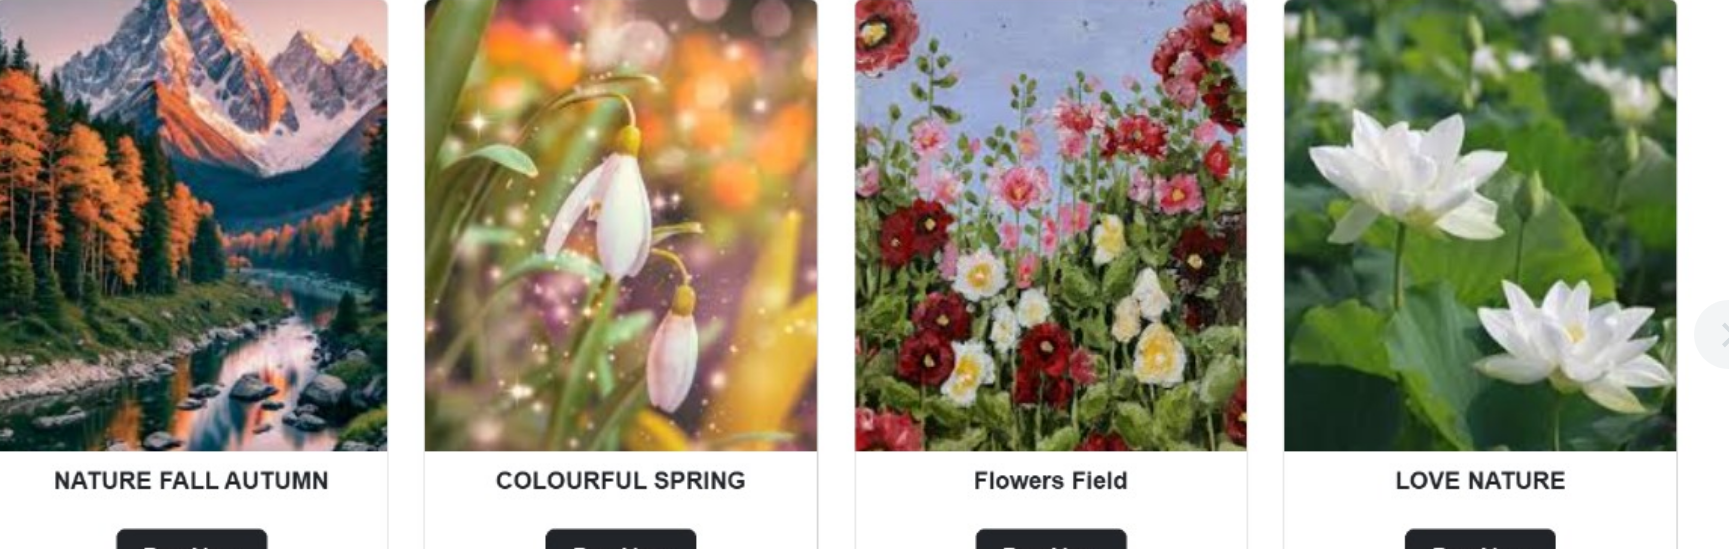 NATURE FALL AUTUMN
COLOURFUL SPRING
Flowers Field
LOVE NATURE